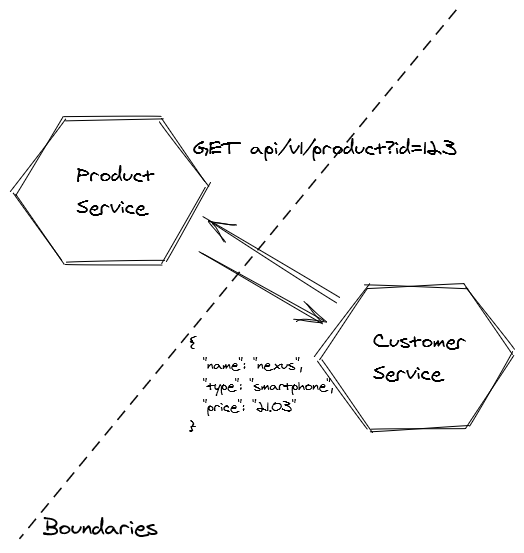 GET api/v1/product?id=123
Product
Service
Customer
Service
{
"name": "nexus",
"type": "smartphone",
"price": "21.03"
}
Boundaries